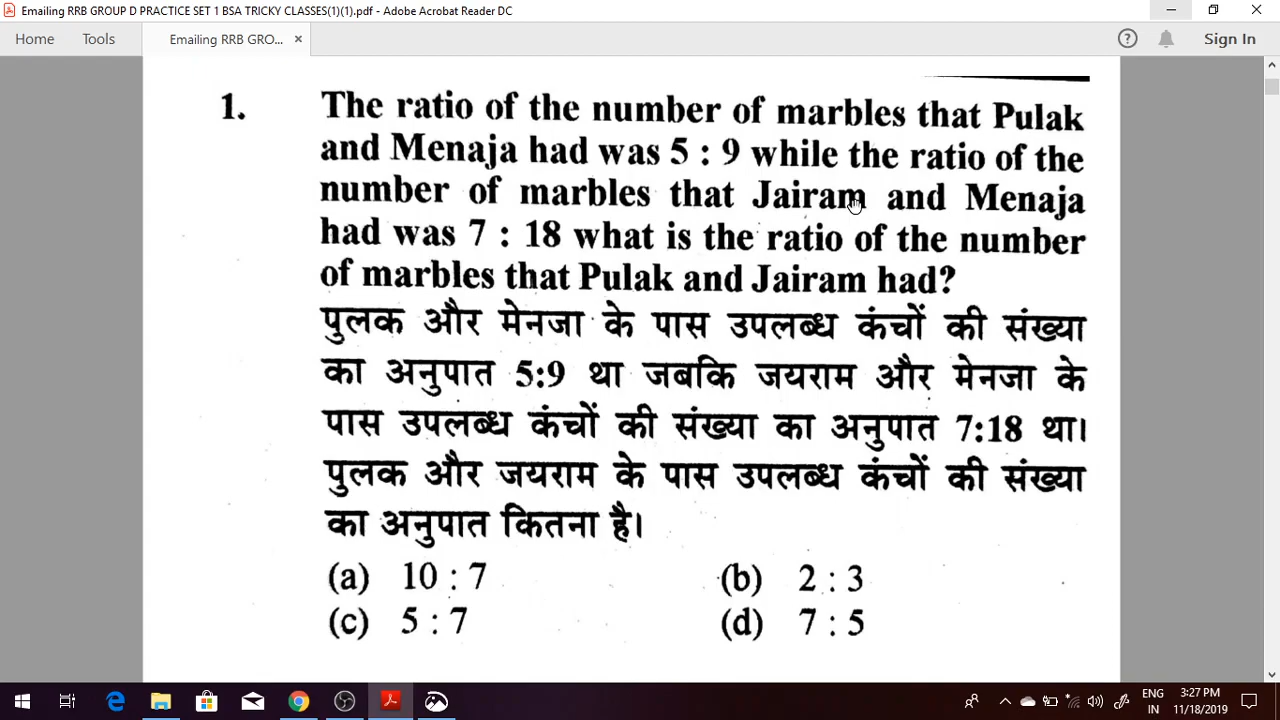 Emailing RRB GROUP D PRACTICE SET 1 BSA TRICKY CLASSES(1)(1).pdf - Adobe Acrobat Reader DC
Home Tools Emailing RRB GRO... × Sign In
1. The ratio of the number of marbles that Pulak
and Menaja had was 5 : 9 while the ratio of the
number of marbles that Jairam and Menaja
had was 7 : 18 what is the ratio of the number
of marbles that Pulak and Jairam had?
पुलक और मेनजा के पास उपलब्ध कंचों की संख्या
का अनुपात 5:9 था जबकि जयराम और मेनजा के
पास उपलब्ध कंचों की संख्या का अनुपात 7:18 था।
पुलक और जयराम के पास उपलब्ध कंचों की संख्या
का अनुपात कितना है।
(a) 10 : 7 (b) 2 : 3
(c) 5 : 7 (d) 7 : 5
ENG 3:27 PM
IN 11/18/2019